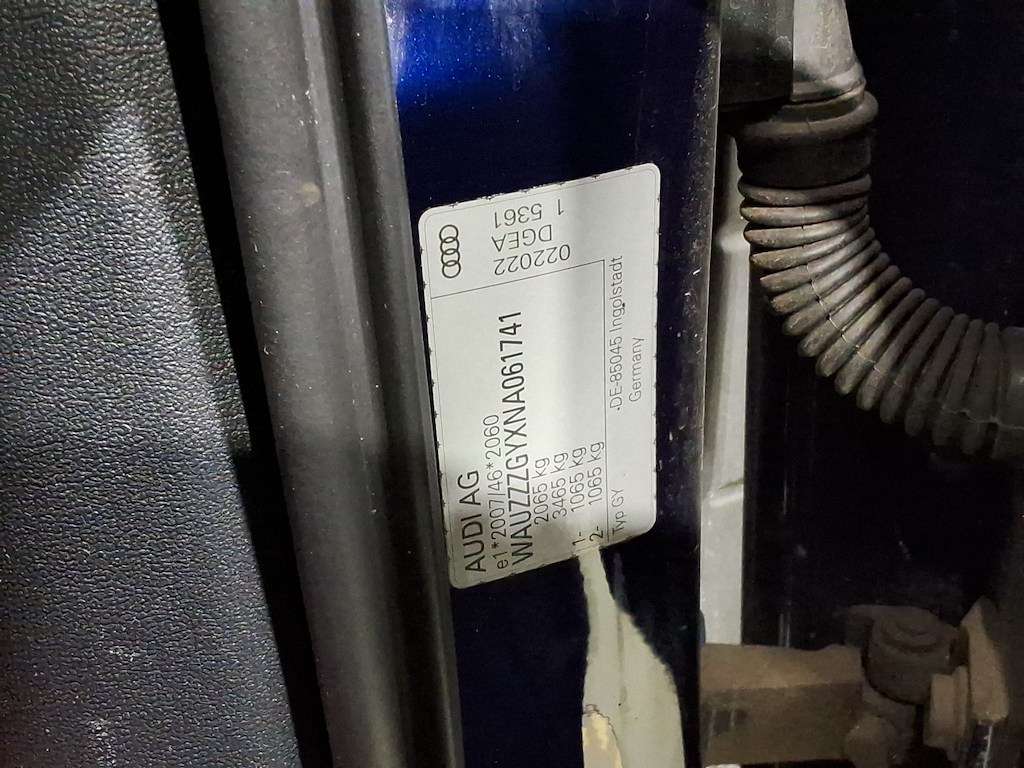 AUDI AG
e1*2007/46*2060
WAUZZZGYXNA061741
2065 kg
3465 kg
1- 1065 kg
2- 1065 kg
Typ GY
022022
DGEA
1 5361
-DE-85045 Ingolstadt
Germany